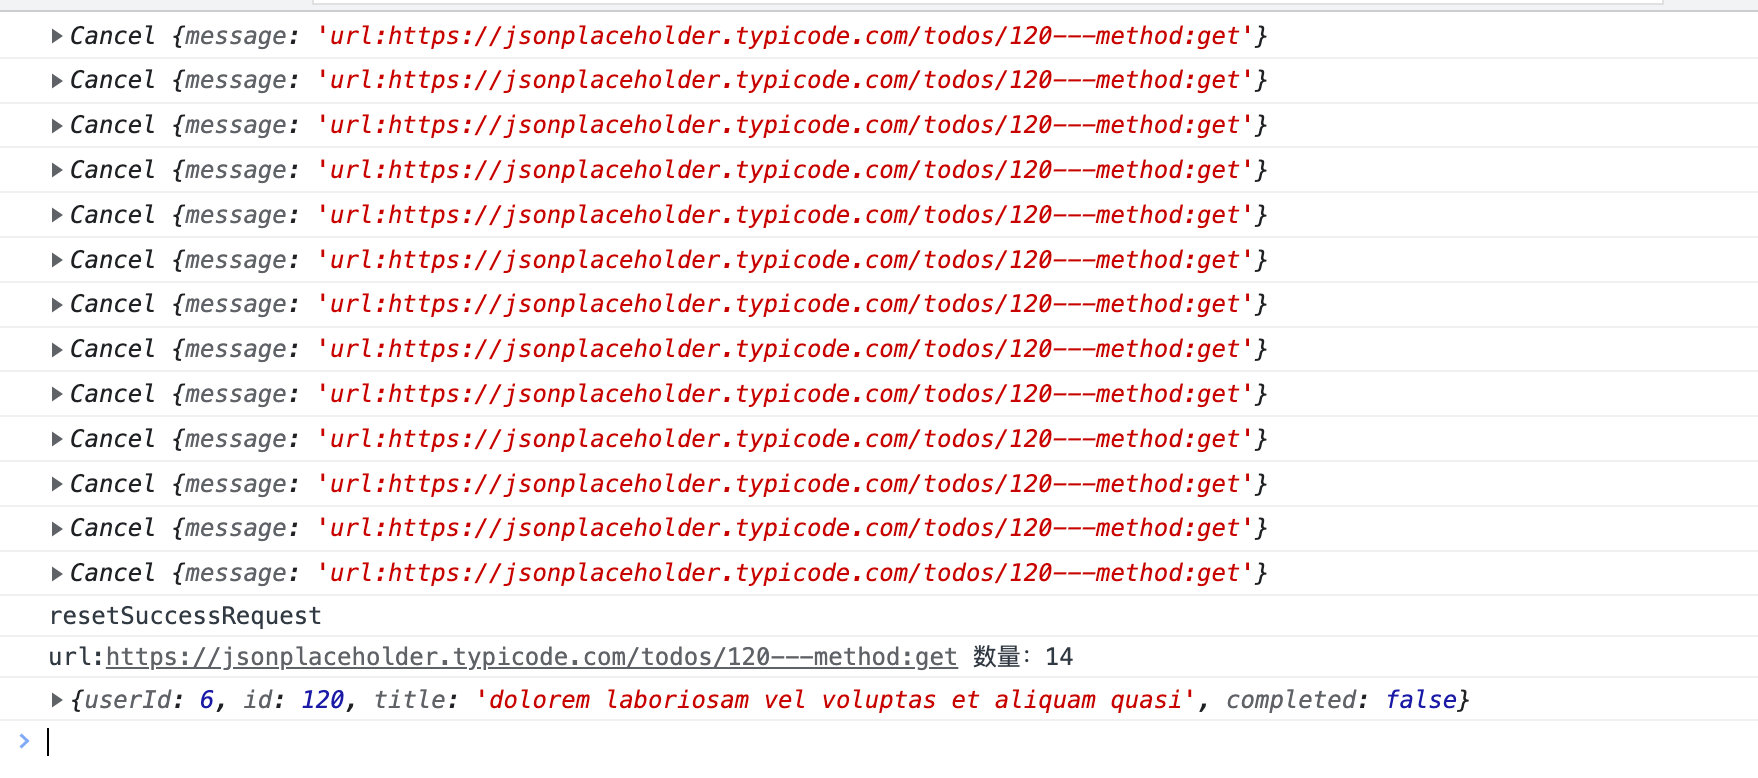 Cancel {message: 'url:https://jsonplaceholder.typicode.com/todos/120---method:get'}
Cancel {message: 'url:https://jsonplaceholder.typicode.com/todos/120---method:get'}
Cancel {message: 'url:https://jsonplaceholder.typicode.com/todos/120---method:get'}
Cancel {message: 'url:https://jsonplaceholder.typicode.com/todos/120---method:get'}
Cancel {message: 'url:https://jsonplaceholder.typicode.com/todos/120---method:get'}
Cancel {message: 'url:https://jsonplaceholder.typicode.com/todos/120---method:get'}
Cancel {message: 'url:https://jsonplaceholder.typicode.com/todos/120---method:get'}
Cancel {message: 'url:https://jsonplaceholder.typicode.com/todos/120---method:get'}
Cancel {message: 'url:https://jsonplaceholder.typicode.com/todos/120---method:get'}
Cancel {message: 'url:https://jsonplaceholder.typicode.com/todos/120---method:get'}
Cancel {message: 'url:https://jsonplaceholder.typicode.com/todos/120---method:get'}
Cancel {message: 'url:https://jsonplaceholder.typicode.com/todos/120---method:get'}
Cancel {message: 'url:https://jsonplaceholder.typicode.com/todos/120---method:get'}
resetSuccessRequest
url:https://jsonplaceholder.typicode.com/todos/120---method:get 数量：14
{userId: 6, id: 120, title: 'dolorem laboriosam vel voluptas et aliquam quasi', completed: false}